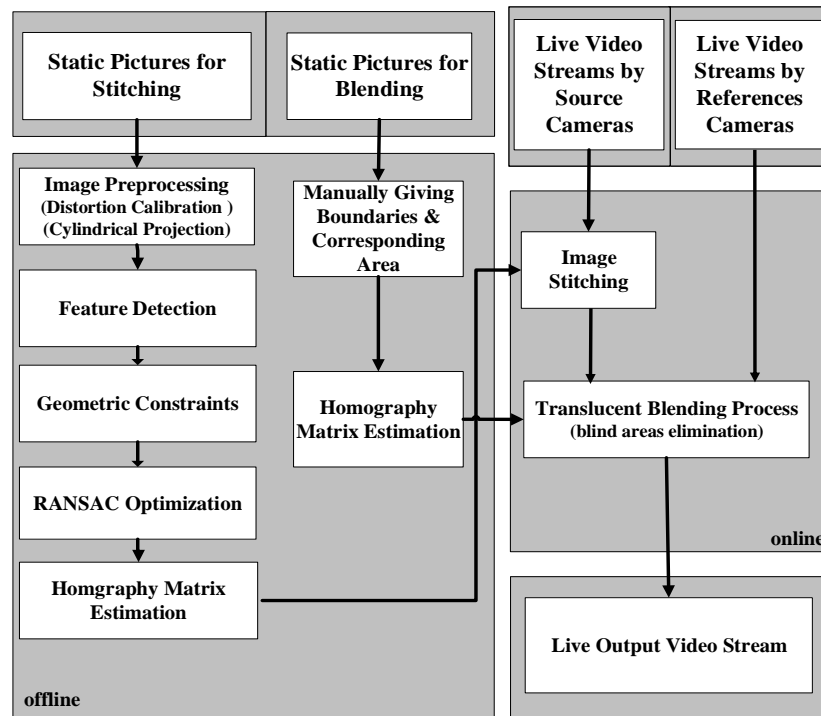 Static Pictures for
Stitching
Static Pictures for
Blending
Live Video
Streams by
Source
Cameras
Live Video
Streams by
References
Cameras
Image Preprocessing
(Distortion Calibration )
(Cylindrical Projection)
Manually Giving
Boundaries &
Corresponding
Area
Image
Stitching
Feature Detection
Geometric Constraints
Homography
Matrix Estimation
Translucent Blending Process
(blind areas elimination)
RANSAC Optimization
online
Homgraphy Matrix
Estimation
Live Output Video Stream
offline